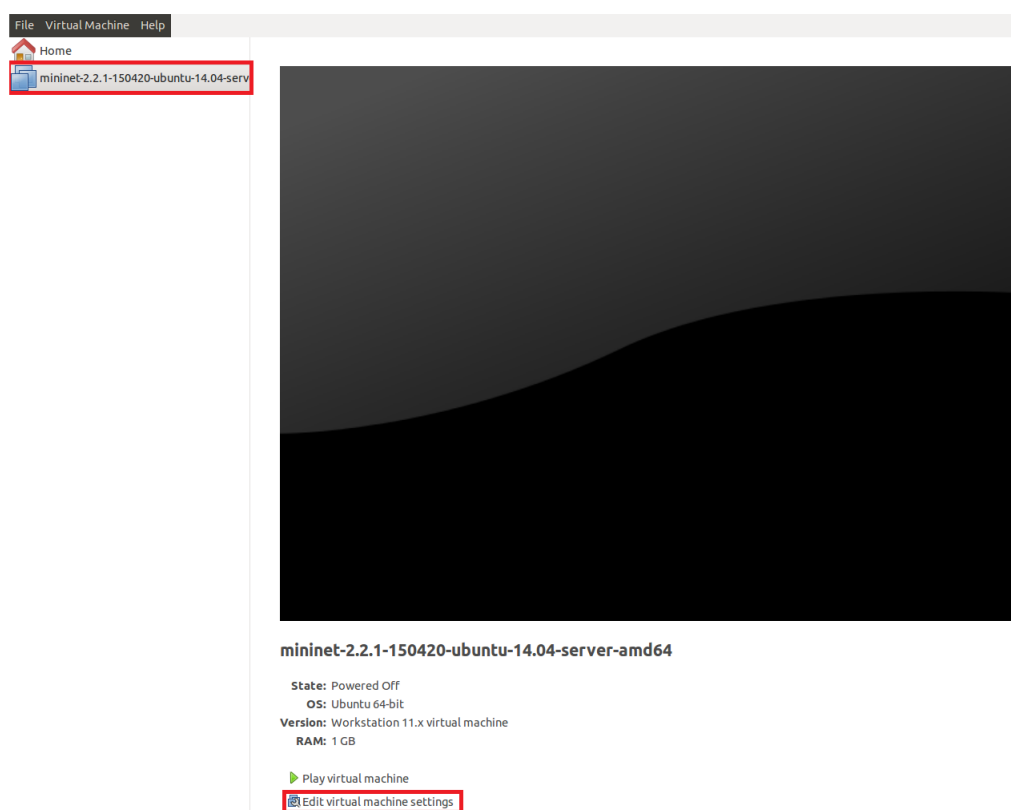 File Virtual Machine Help
Home
mininet-2.2.1-150420-ubuntu-14.04-serv
mininet-2.2.1-150420-ubuntu-14.04-server-amd64
State: Powered Off
OS: Ubuntu 64-bit
Version: Workstation 11.x virtual machine
RAM: 1 GB
Play virtual machine
Edit virtual machine settings